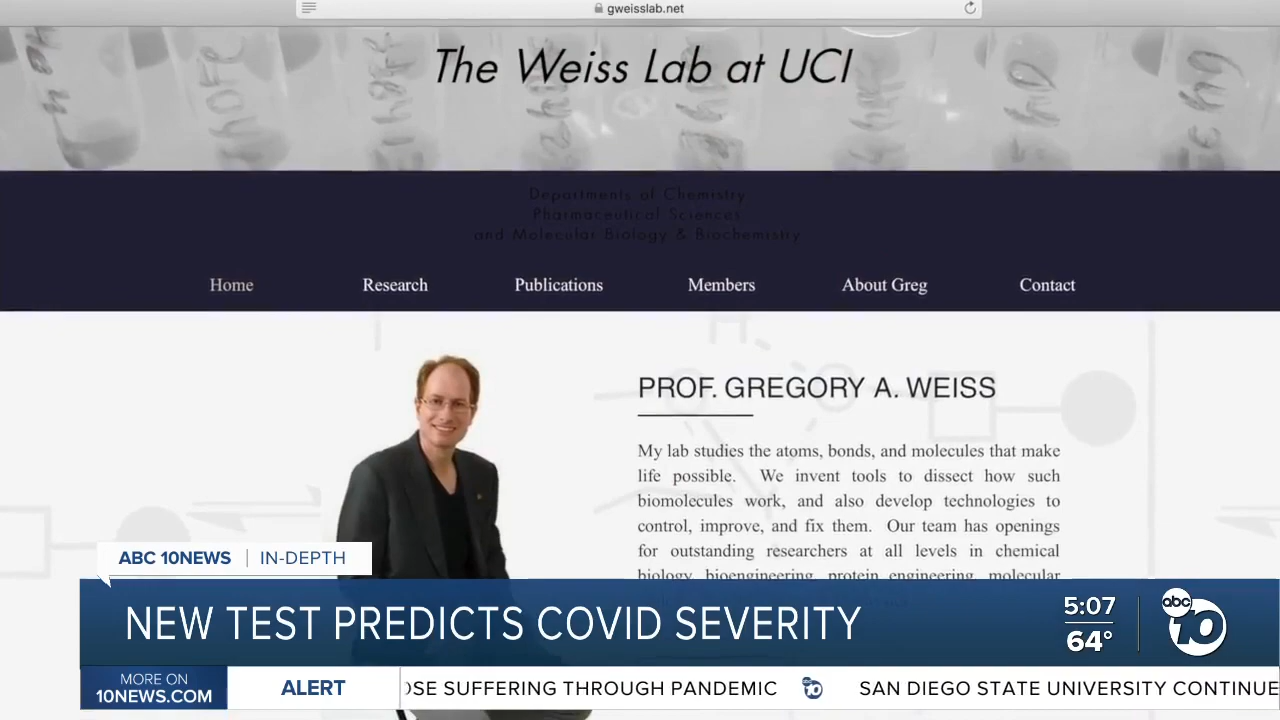 gweisslab.net
The Weiss Lab at UCI
Departments of Chemistry
Pharmaceutical Sciences
and Molecular Biology & Biochemistry
Home Research Publications Members About Greg Contact
PROF. GREGORY A. WEISS
My lab studies the atoms, bonds, and molecules that make
life possible. We invent tools to dissect how such
biomolecules work, and also develop technologies to
control, improve, and fix them. Our team has openings
for outstanding researchers at all levels in chemical
biology, bioengineering, protein engineering, molecular
ABC 10NEWS | IN-DEPTH
NEW TEST PREDICTS COVID SEVERITY
5:07
64°
abc 10
MORE ON
10NEWS.COM
ALERT
OSE SUFFERING THROUGH PANDEMIC abc 10 SAN DIEGO STATE UNIVERSITY CONTINUE